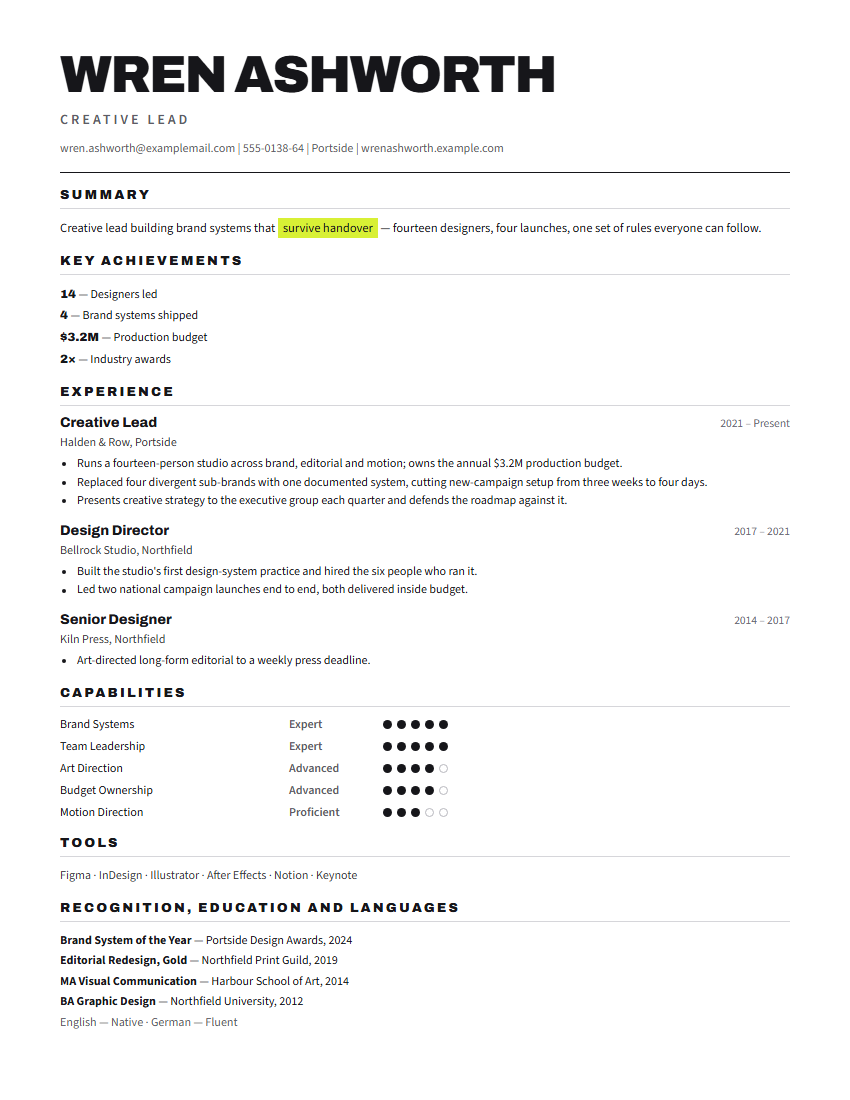 WREN ASHWORTH
CREATIVE LEAD
wren.ashworth@examplemail.com | 555-0138-64 | Portside | wrenashworth.example.com
SUMMARY
Creative lead building brand systems that survive handover — fourteen designers, four launches, one set of rules everyone can follow.
KEY ACHIEVEMENTS
14 — Designers led
4 — Brand systems shipped
$3.2M — Production budget
2× — Industry awards
EXPERIENCE
Creative Lead 2021 – Present
Halden & Row, Portside
• Runs a fourteen-person studio across brand, editorial and motion; owns the annual $3.2M production budget.
• Replaced four divergent sub-brands with one documented system, cutting new-campaign setup from three weeks to four days.
• Presents creative strategy to the executive group each quarter and defends the roadmap against it.
Design Director 2017 – 2021
Bellrock Studio, Northfield
• Built the studio's first design-system practice and hired the six people who ran it.
• Led two national campaign launches end to end, both delivered inside budget.
Senior Designer 2014 – 2017
Kiln Press, Northfield
• Art-directed long-form editorial to a weekly press deadline.
CAPABILITIES
Brand Systems Expert
Team Leadership Expert
Art Direction Advanced
Budget Ownership Advanced
Motion Direction Proficient
TOOLS
Figma · InDesign · Illustrator · After Effects · Notion · Keynote
RECOGNITION, EDUCATION AND LANGUAGES
Brand System of the Year — Portside Design Awards, 2024
Editorial Redesign, Gold — Northfield Print Guild, 2019
MA Visual Communication — Harbour School of Art, 2014
BA Graphic Design — Northfield University, 2012
English — Native · German — Fluent